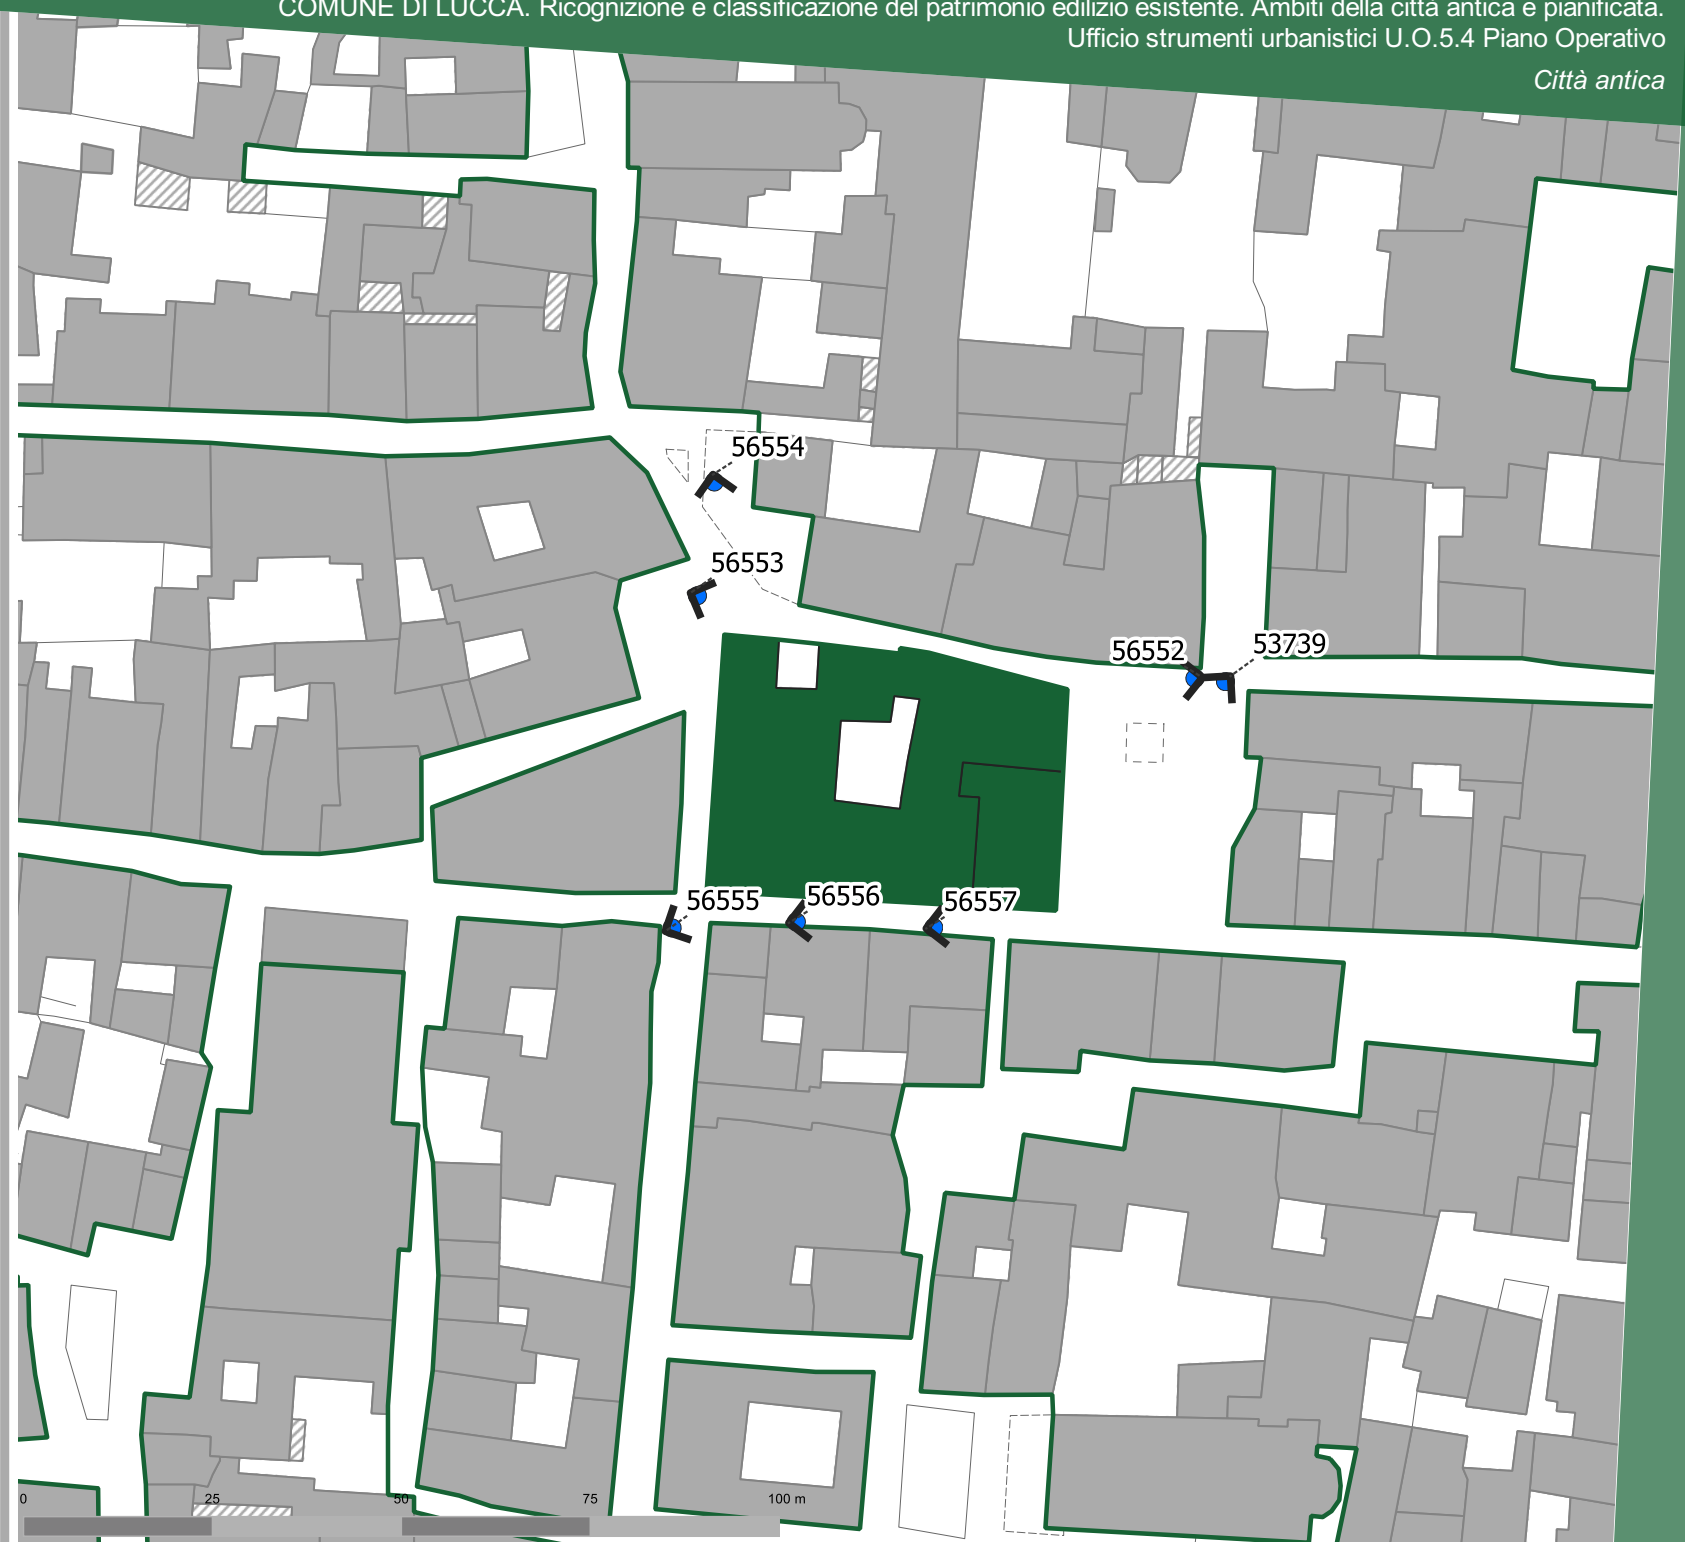 COMUNE DI LUCCA. Ricognizione e classificazione del patrimonio edilizio esistente. Ambiti della città antica e pianificata.
Ufficio strumenti urbanistici U.O.5.4 Piano Operativo
Città antica
56554
56553
56552
53739
56555
56556
56557
0 25 50 75 100 m